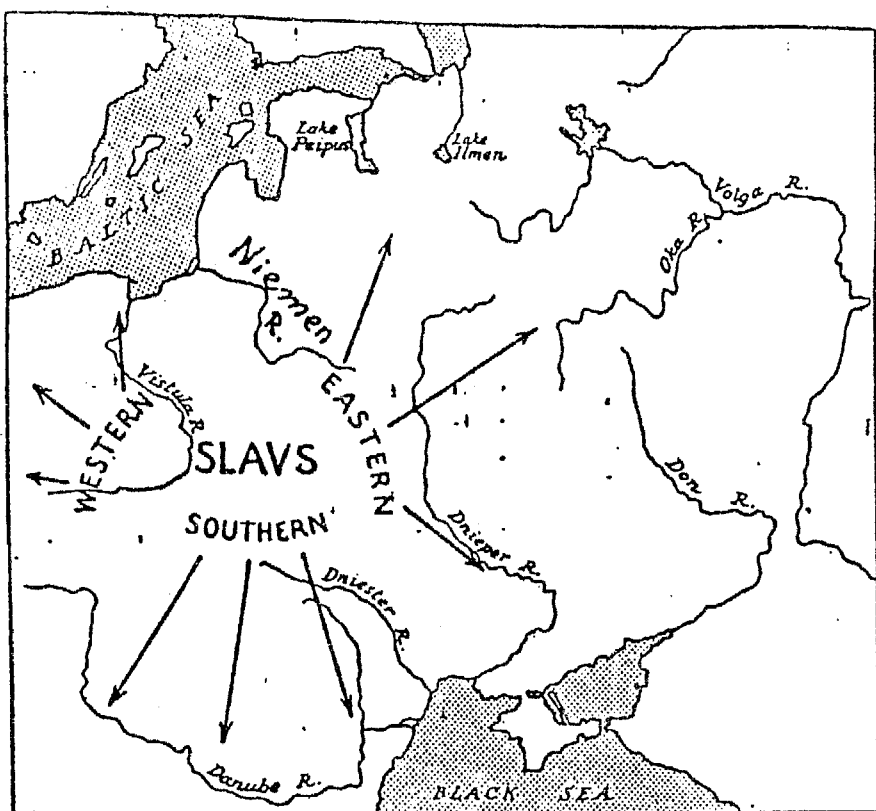 BALTIC SEA
Lake
Peipus
Lake
Ilmen
Volga R.
Oka R.
Niemen
R.
Vistula R
WESTERN
EASTERN
SLAVS
SOUTHERN
Don R.
Dnieper R.
Dniester R.
Danube R.
BLACK SEA